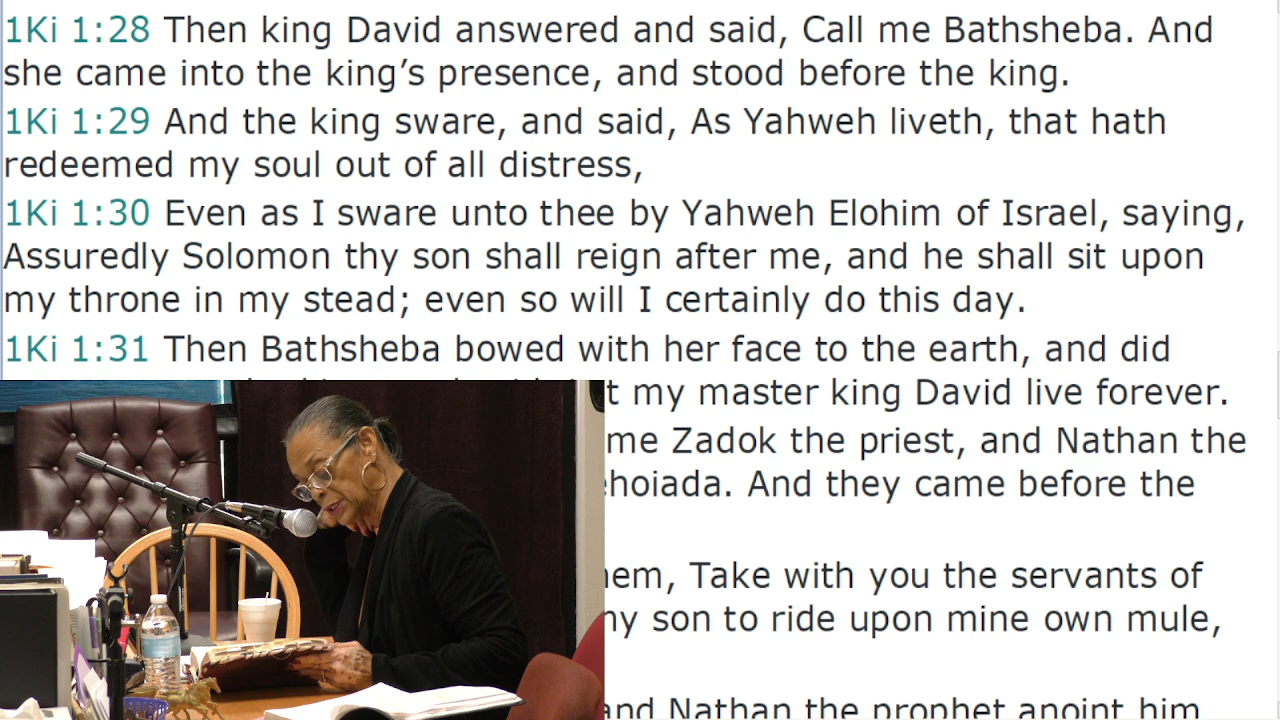 1Ki 1:28 Then king David answered and said, Call me Bathsheba. And
she came into the king’s presence, and stood before the king.
1Ki 1:29 And the king sware, and said, As Yahweh liveth, that hath
redeemed my soul out of all distress,
1Ki 1:30 Even as I sware unto thee by Yahweh Elohim of Israel, saying,
Assuredly Solomon thy son shall reign after me, and he shall sit upon
my throne in my stead; even so will I certainly do this day.
1Ki 1:31 Then Bathsheba bowed with her face to the earth, and did
my master king David live forever.
me Zadok the priest, and Nathan the
ehoiada. And they came before the
hem, Take with you the servants of
my son to ride upon mine own mule,
and Nathan the prophet anoint him